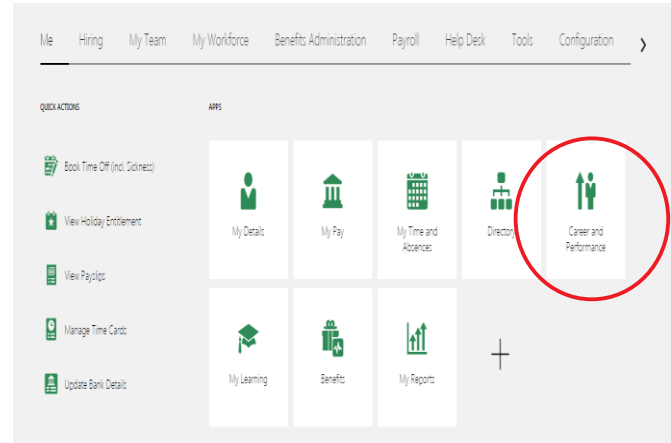 Me Hiring My Team My Workforce Benefits Administration Payroll Help Desk Tools Configuration
QUICK ACTIONS
Book Time Off (incl. Sickness)
View Holiday Entitlement
View Payslips
Manage Time Cards
Update Bank Details
APPS
My Details
My Pay
My Time and
Absences
Directory
Career and
Performance
My Learning
Benefits
My Reports